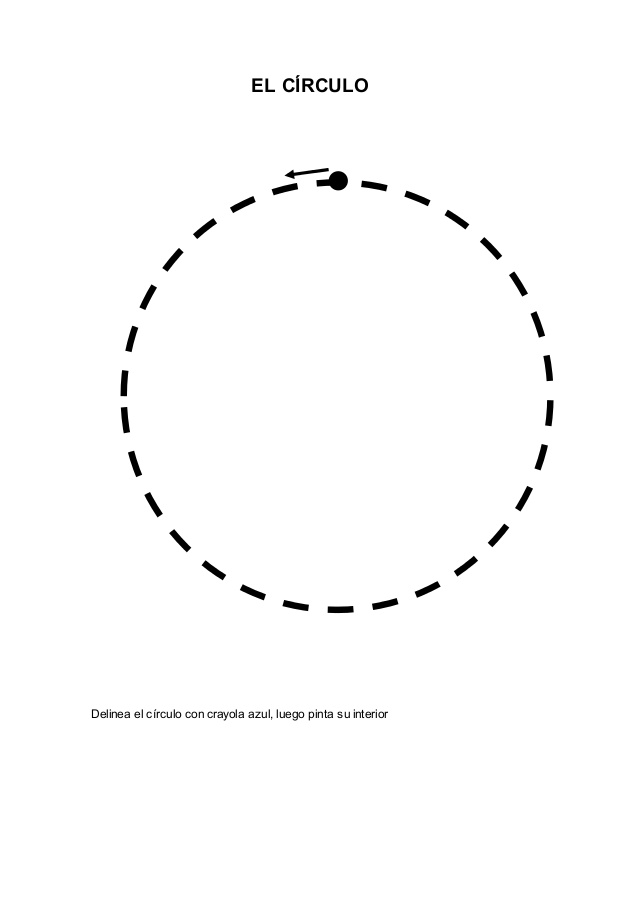 EL CÍRCULO
Delinea el círculo con crayola azul, luego pinta su interior